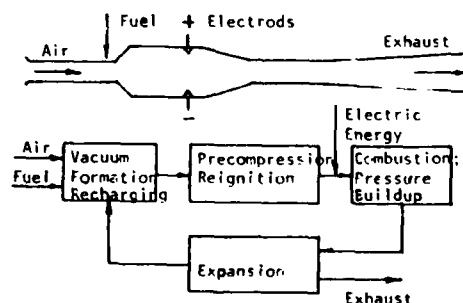 Fuel + Electrods
Air
Exhaust
-
Electric
Energy
Air
Fuel
Vacuum
Formation
Recharging
Precompression
Reignition
Combustion;
Pressure
Buildup
Expansion
Exhaust